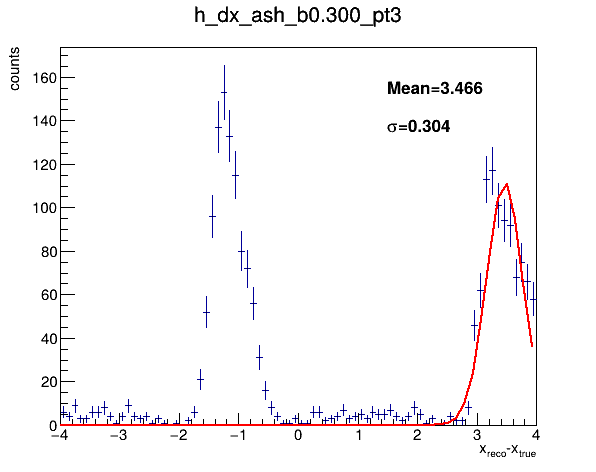 h_dx_ash_b0.300_pt3
counts
Mean=3.466
σ=0.304
160
140
120
100
80
60
40
20
0
−4 −3 −2 −1 0 1 2 3 4
x_reco-x_true